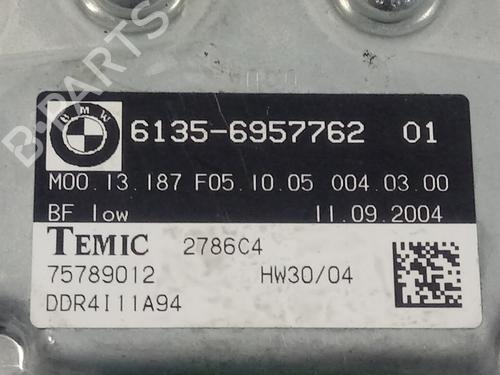 B-PARTS
BMW
6135-6957762 01
M00.13.187 F05.10.05 004.03.00
BF low 11.09.2004
TEMIC 2786C4
75789012 HW30/04
DDR4I11A94